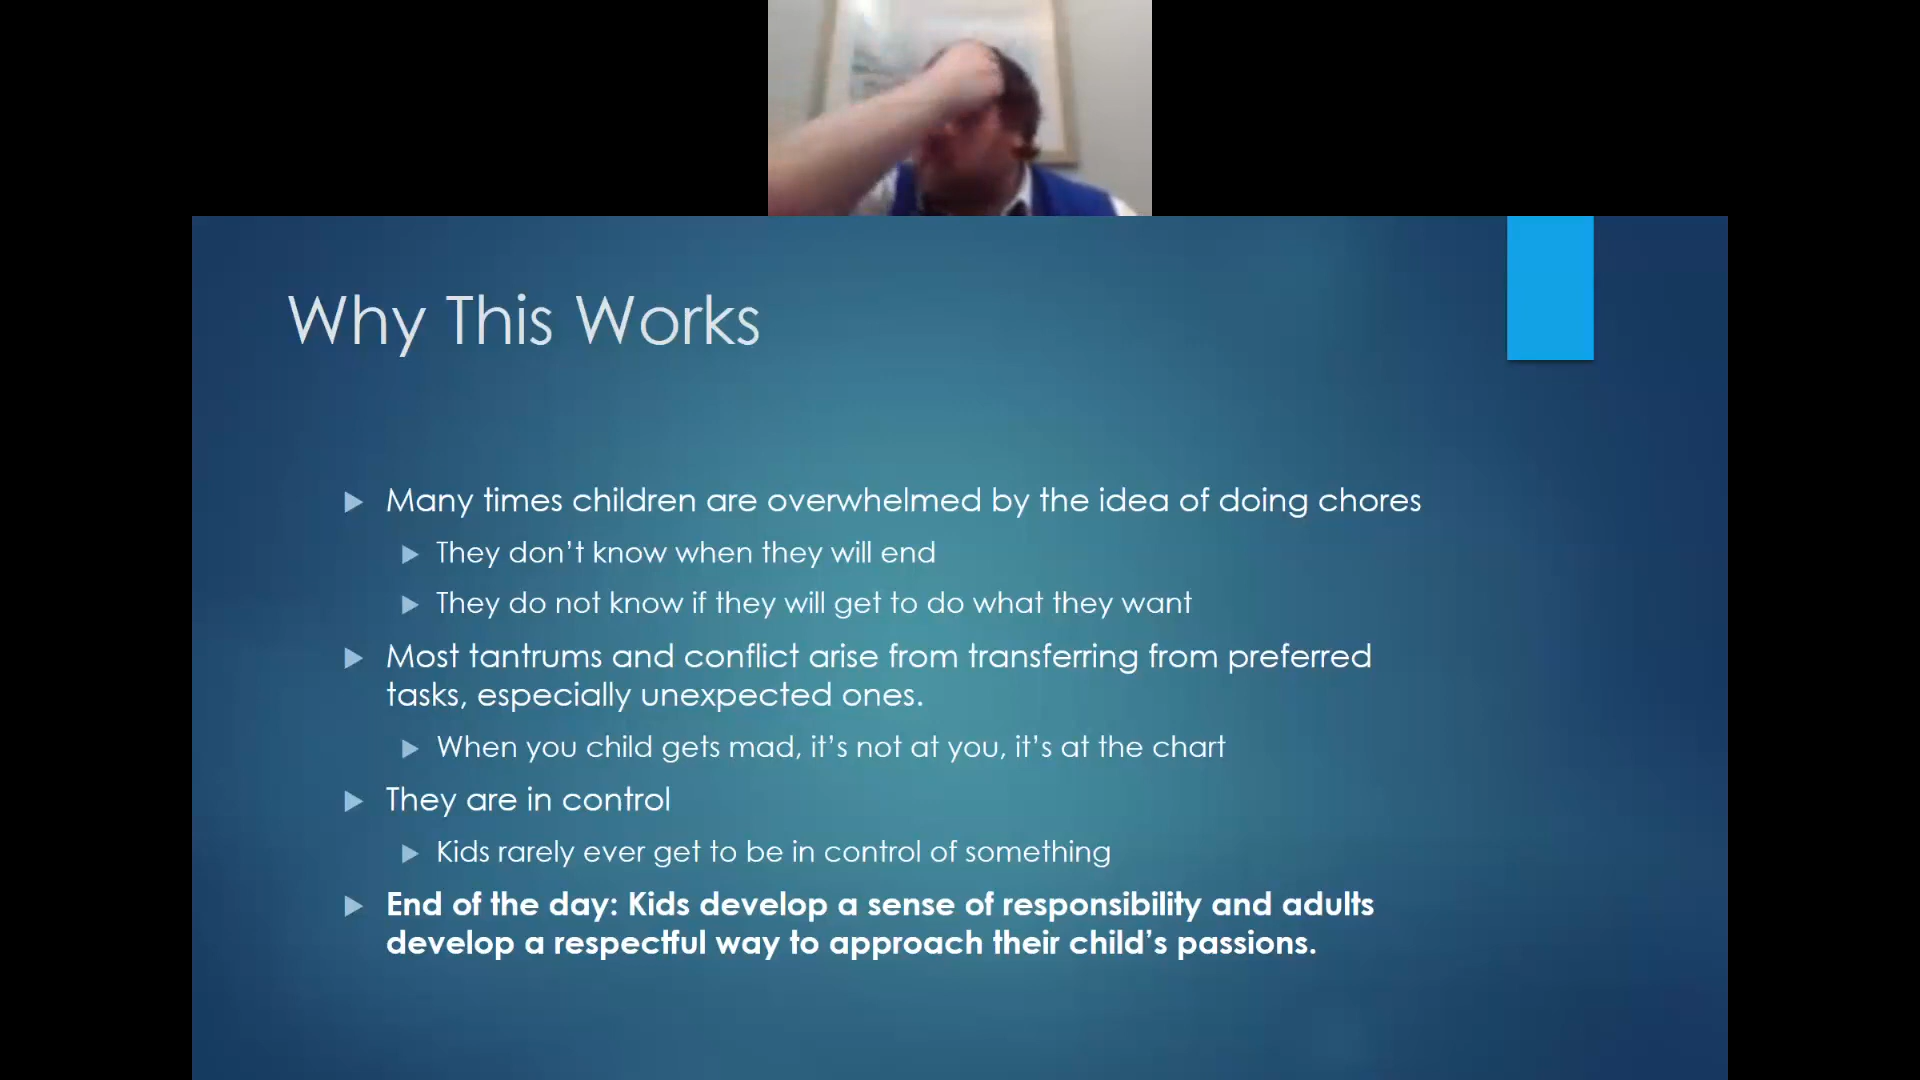 Why This Works
Many times children are overwhelmed by the idea of doing chores
They don’t know when they will end
They do not know if they will get to do what they want
Most tantrums and conflict arise from transferring from preferred
tasks, especially unexpected ones.
When you child gets mad, it’s not at you, it’s at the chart
They are in control
Kids rarely ever get to be in control of something
End of the day: Kids develop a sense of responsibility and adults
develop a respectful way to approach their child’s passions.